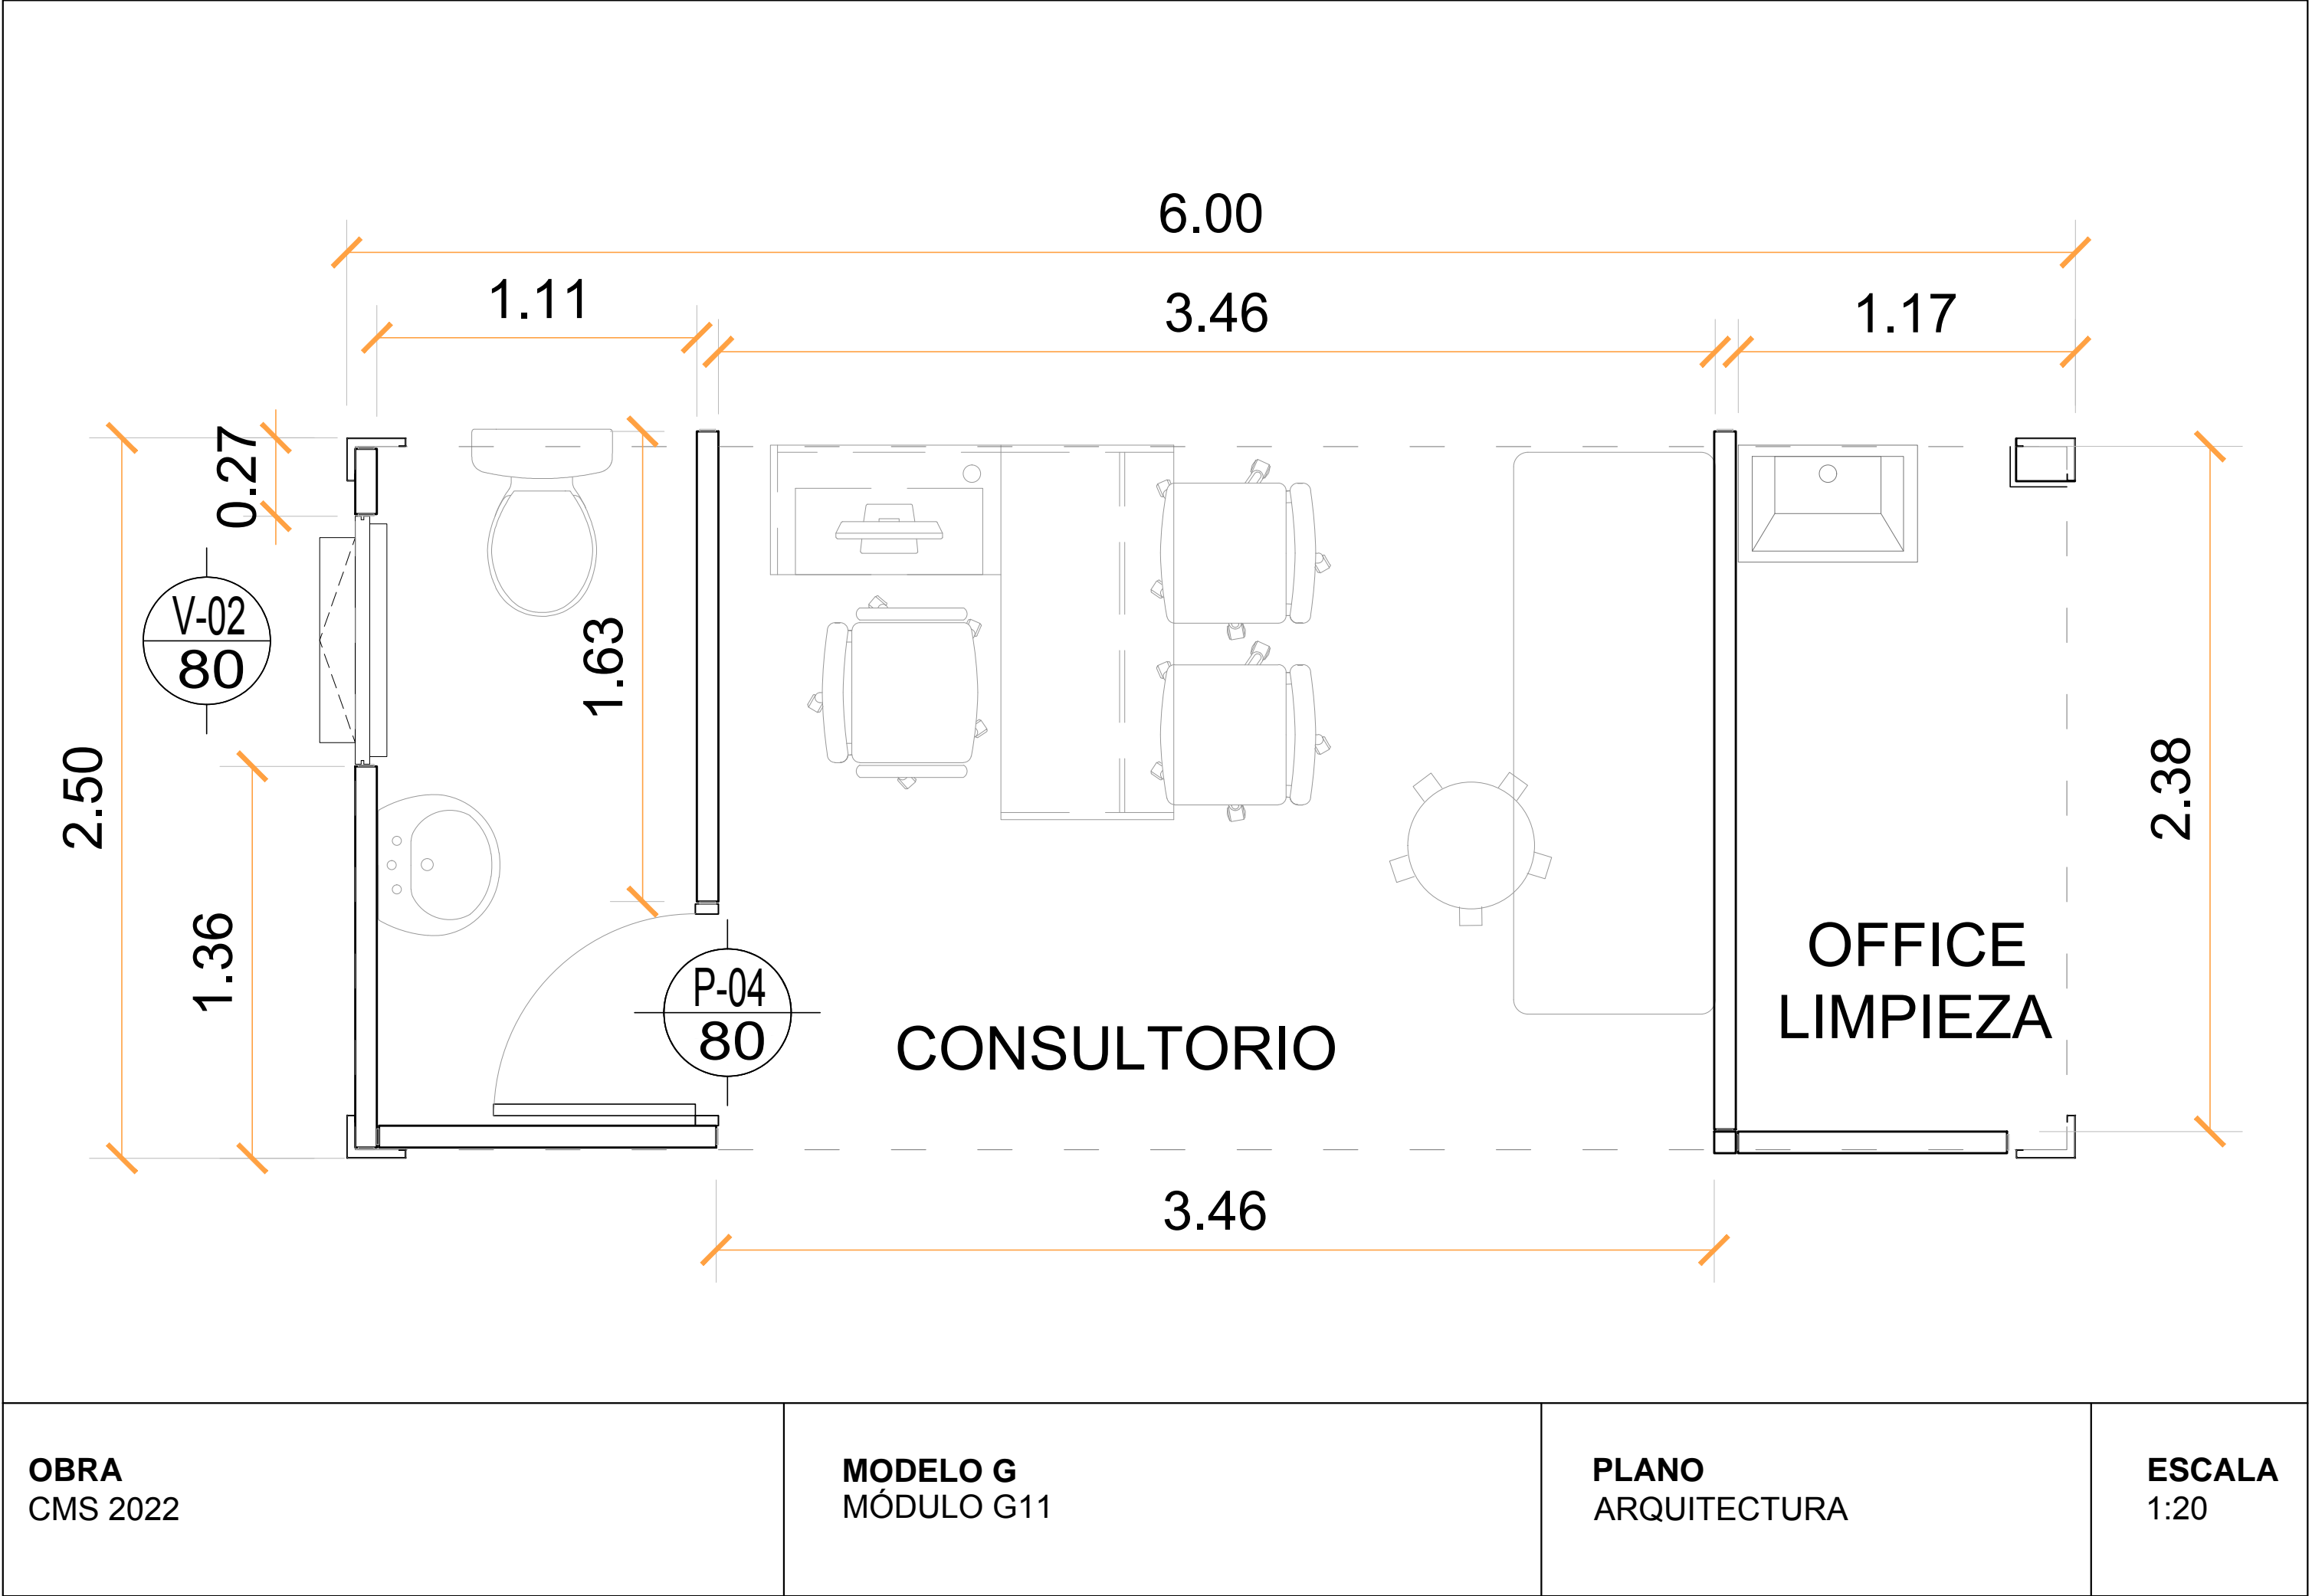 6.00
1.11
3.46
1.17
0.27
V-02
80
1.63
2.50
2.38
1.36
P-04
80
OFFICE
LIMPIEZA
CONSULTORIO
3.46
OBRA
CMS 2022
MODELO G
MÓDULO G11
PLANO
ARQUITECTURA
ESCALA
1:20